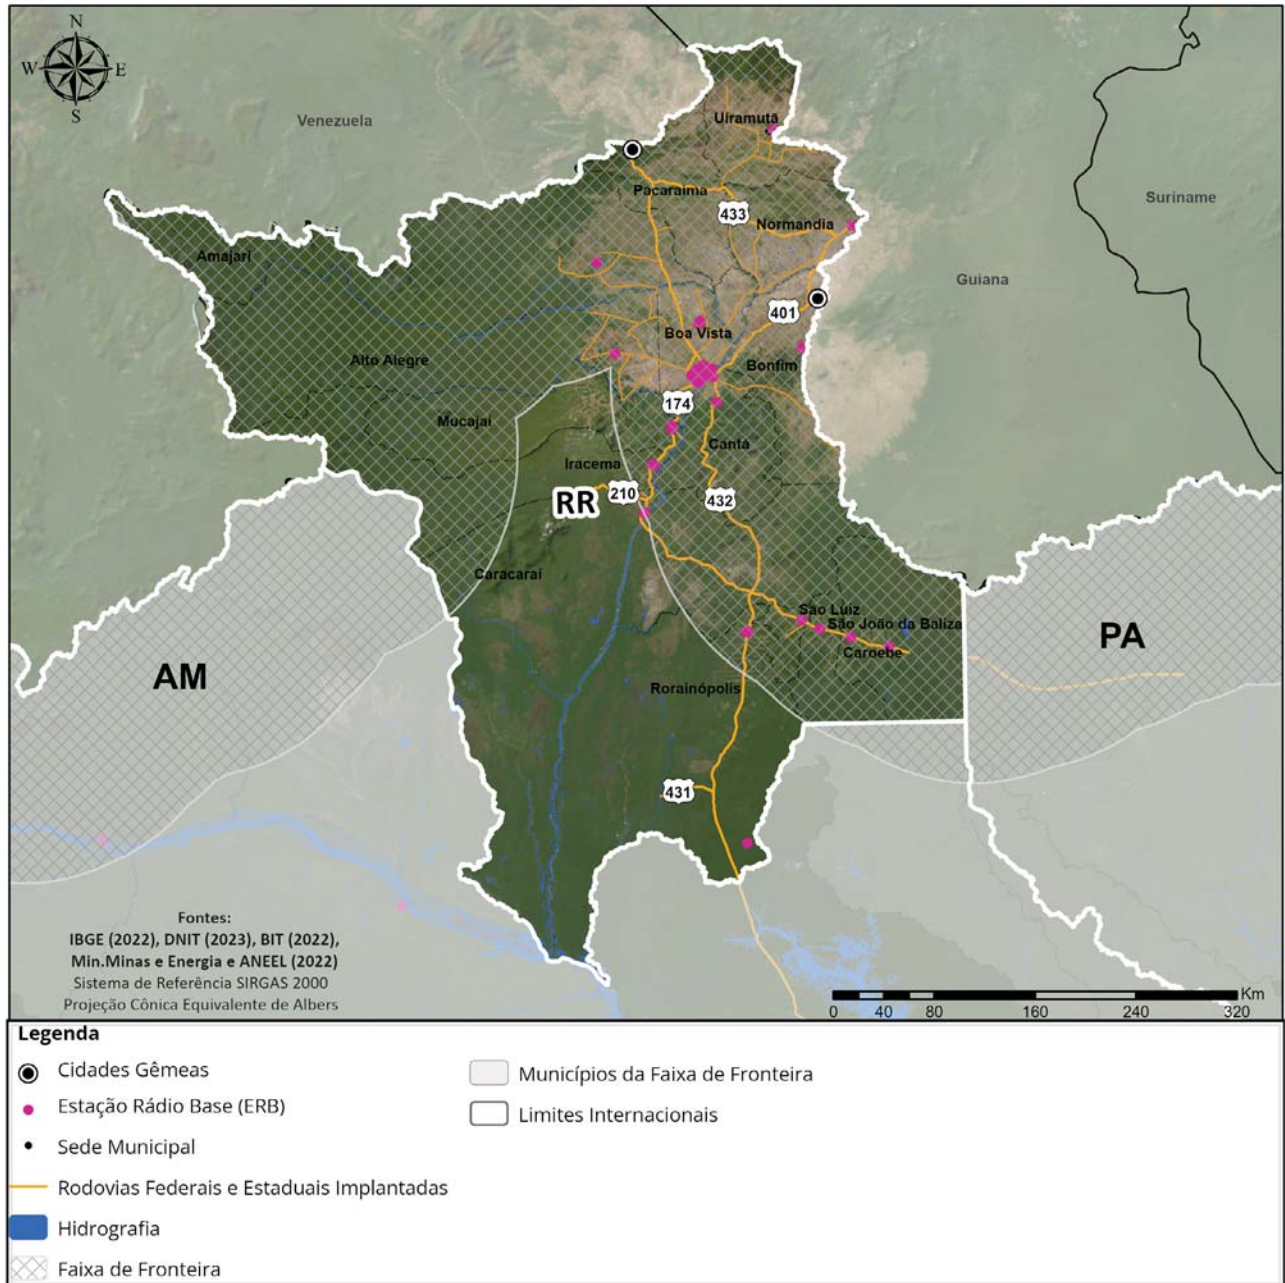 N
W
E
S
Venezuela
Uiramutã
Pacaraima
433
Normandia
Suriname
Amajari
Guiana
401
Boa Vista
Alto Alegre
Bonfim
174
Mucajaí
Cantá
Iracema
RR
210
432
Caracaraí
São Luiz
São João da Baliza
PA
Caroebe
AM
Rorainópolis
431
Fontes:
IBGE (2022), DNIT (2023), BIT (2022),
Min.Minas e Energia e ANEEL (2022)
Sistema de Referência SIRGAS 2000
Projeção Cônica Equivalente de Albers
Km
0 40 80 160 240 320
Legenda
Cidades Gêmeas
Estação Rádio Base (ERB)
Sede Municipal
Rodovias Federais e Estaduais Implantadas
Hidrografia
Faixa de Fronteira
Municípios da Faixa de Fronteira
Limites Internacionais